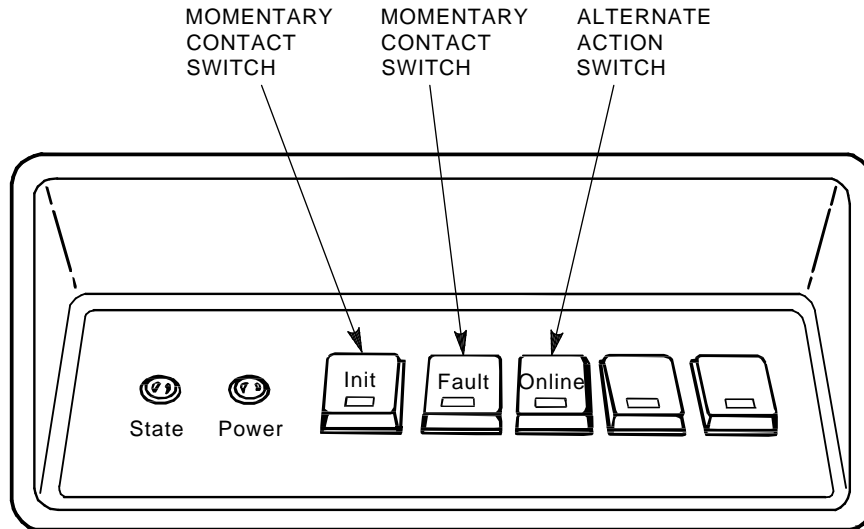 MOMENTARY
CONTACT
SWITCH
MOMENTARY
CONTACT
SWITCH
ALTERNATE
ACTION
SWITCH
Init
Fault
Online
State
Power